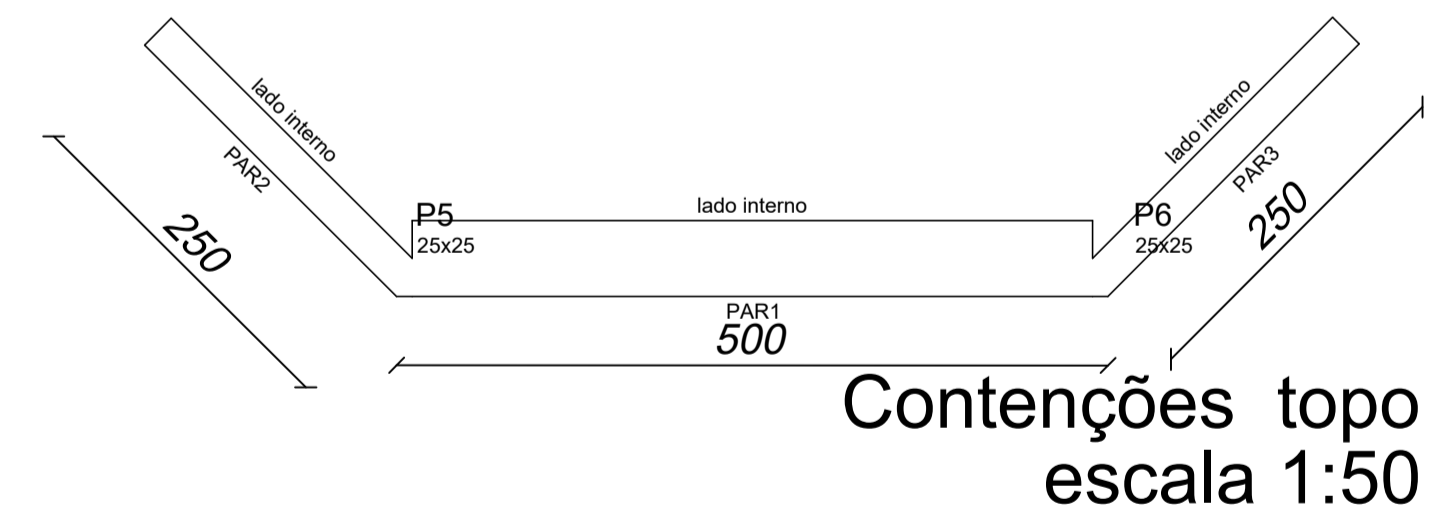 lado interno
PAR2
250
P5
25x25
lado interno
P6
25x25
lado interno
PAR3
250
PAR1
500
Contenções topo
escala 1:50